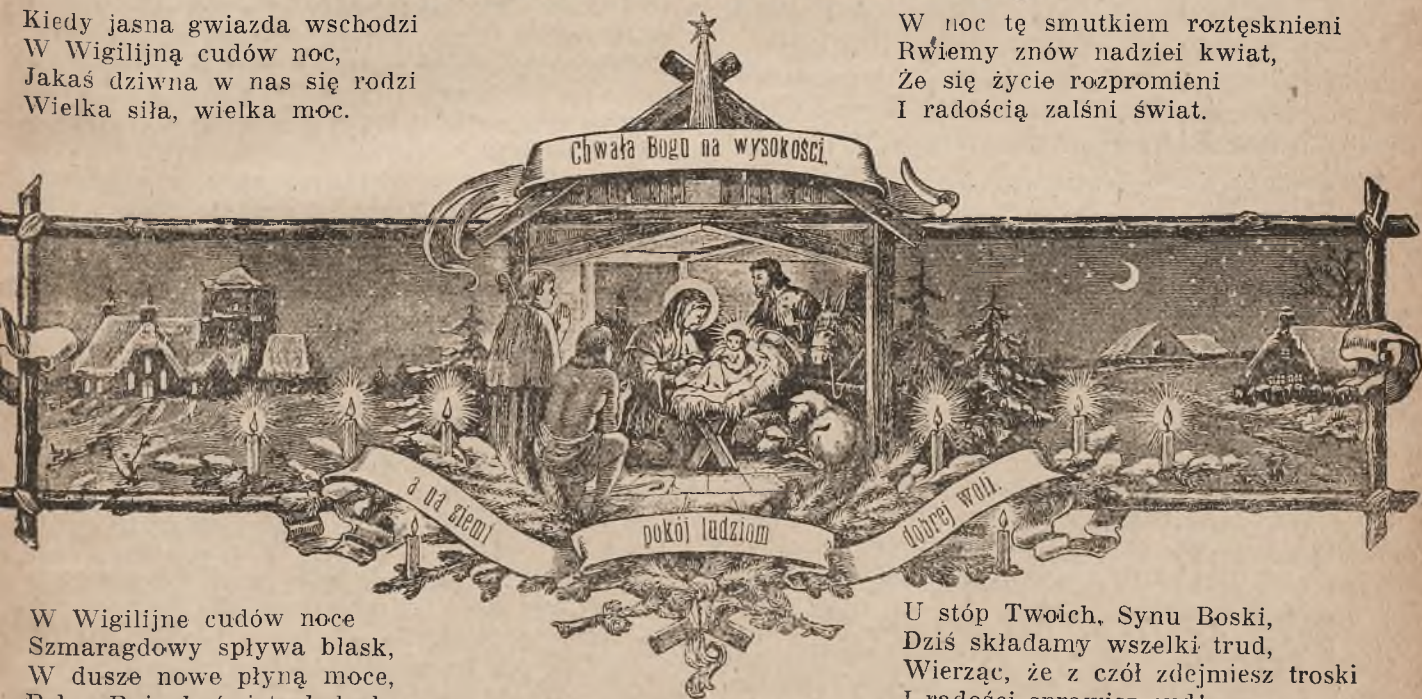 Kiedy jasna gwiazda wschodzi
W Wigilijną cudów noc,
Jakaś dziwna w nas się rodzi
Wielka siła, wielka moc.
W noc tę smutkiem roztęsknieni
Rwiemy znów nadziei kwiat,
Że się życie rozpromieni
I radością zalśni świat.
Chwała Bogu na wysokości,
a na ziemi
pokój ludziom
dobrej woli.
W Wigilijne cudów noce
Szmaragdowy spływa blask,
W dusze nowe płyną moce,
U stóp Twoich, Synu Boski,
Dziś składamy wszelki trud,
Wierząc, że z czół zdejmiesz troski
I radości